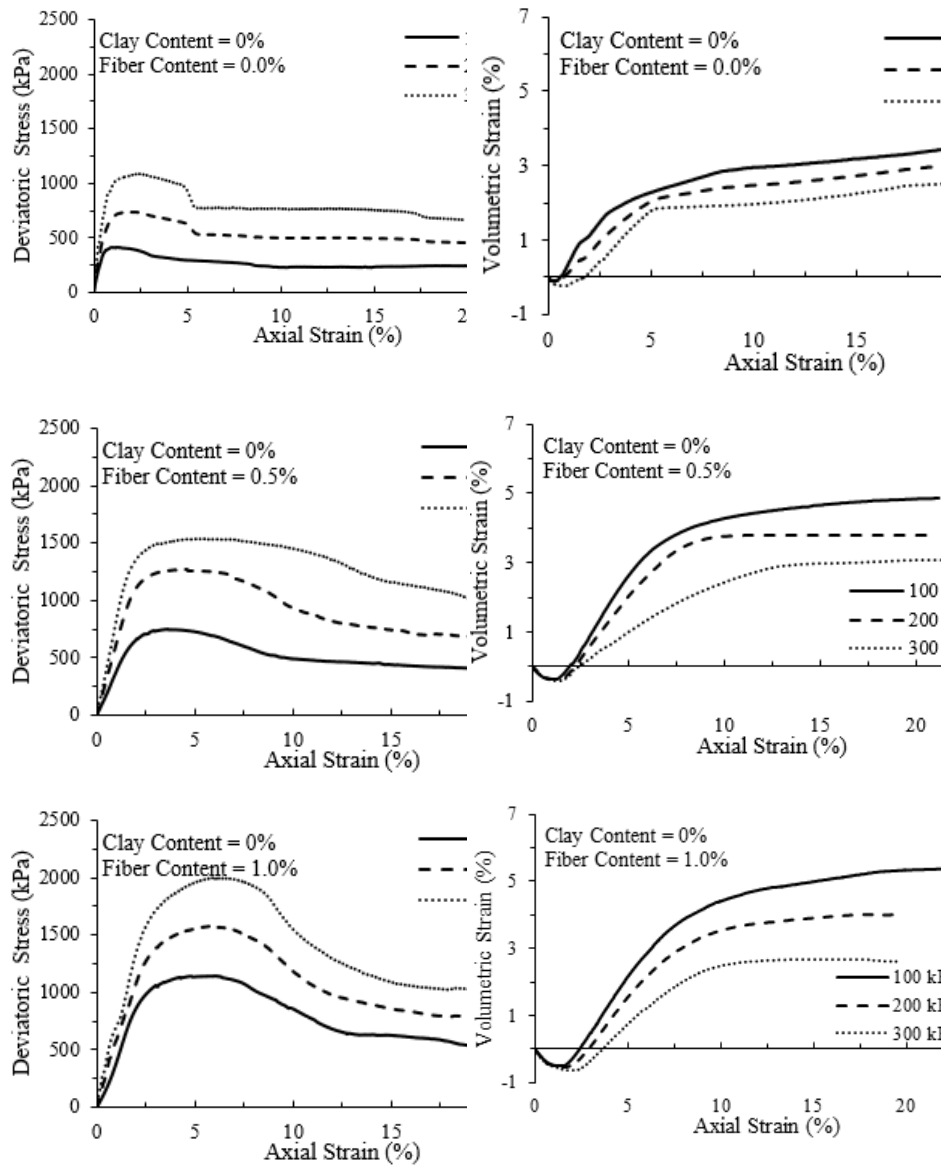 Deviatoric Stress (kPa)
2500
2000
1500
1000
500
0
Clay Content = 0%
Fiber Content = 0.0%
0
5
10
15
2
Axial Strain (%)
Volumetric Strain (%)
7
5
3
1
-1
Clay Content = 0%
Fiber Content = 0.0%
5
10
15
Axial Strain (%)
Deviatoric Stress (kPa)
2500
2000
1500
1000
500
0
Clay Content = 0%
Fiber Content = 0.5%
0
5
10
15
Axial Strain (%)
Volumetric Strain (%)
7
5
3
1
-1
Clay Content = 0%
Fiber Content = 0.5%
100
200
300
0
5
10
15
20
Axial Strain (%)
Deviatoric Stress (kPa)
2500
2000
1500
1000
500
0
Clay Content = 0%
Fiber Content = 1.0%
0
5
10
15
Axial Strain (%)
Volumetric Strain (%)
7
5
3
1
-1
Clay Content = 0%
Fiber Content = 1.0%
100 k
200 k
300 k
0
5
10
15
20
Axial Strain (%)